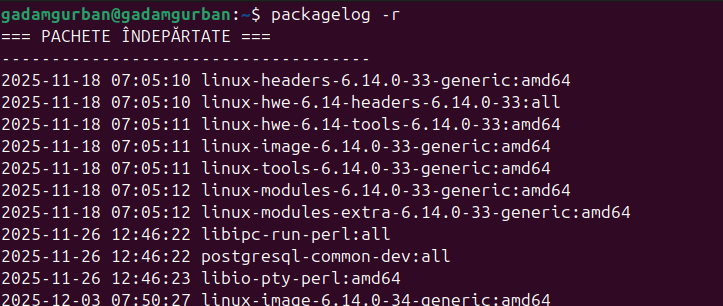 gadamgurban@gadamgurban:~$ packagelog -r
=== PACHETE ÎNDEPĂRTATE ===
-------------------------------------
2025-11-18 07:05:10 linux-headers-6.14.0-33-generic:amd64
2025-11-18 07:05:10 linux-hwe-6.14-headers-6.14.0-33:all
2025-11-18 07:05:11 linux-hwe-6.14-tools-6.14.0-33:amd64
2025-11-18 07:05:11 linux-image-6.14.0-33-generic:amd64
2025-11-18 07:05:11 linux-tools-6.14.0-33-generic:amd64
2025-11-18 07:05:12 linux-modules-6.14.0-33-generic:amd64
2025-11-18 07:05:12 linux-modules-extra-6.14.0-33-generic:amd64
2025-11-26 12:46:22 libipc-run-perl:all
2025-11-26 12:46:22 postgresql-common-dev:all
2025-11-26 12:46:23 libio-pty-perl:amd64
2025-12-03 07:50:27 linux-image-6.14.0-34-generic:amd64